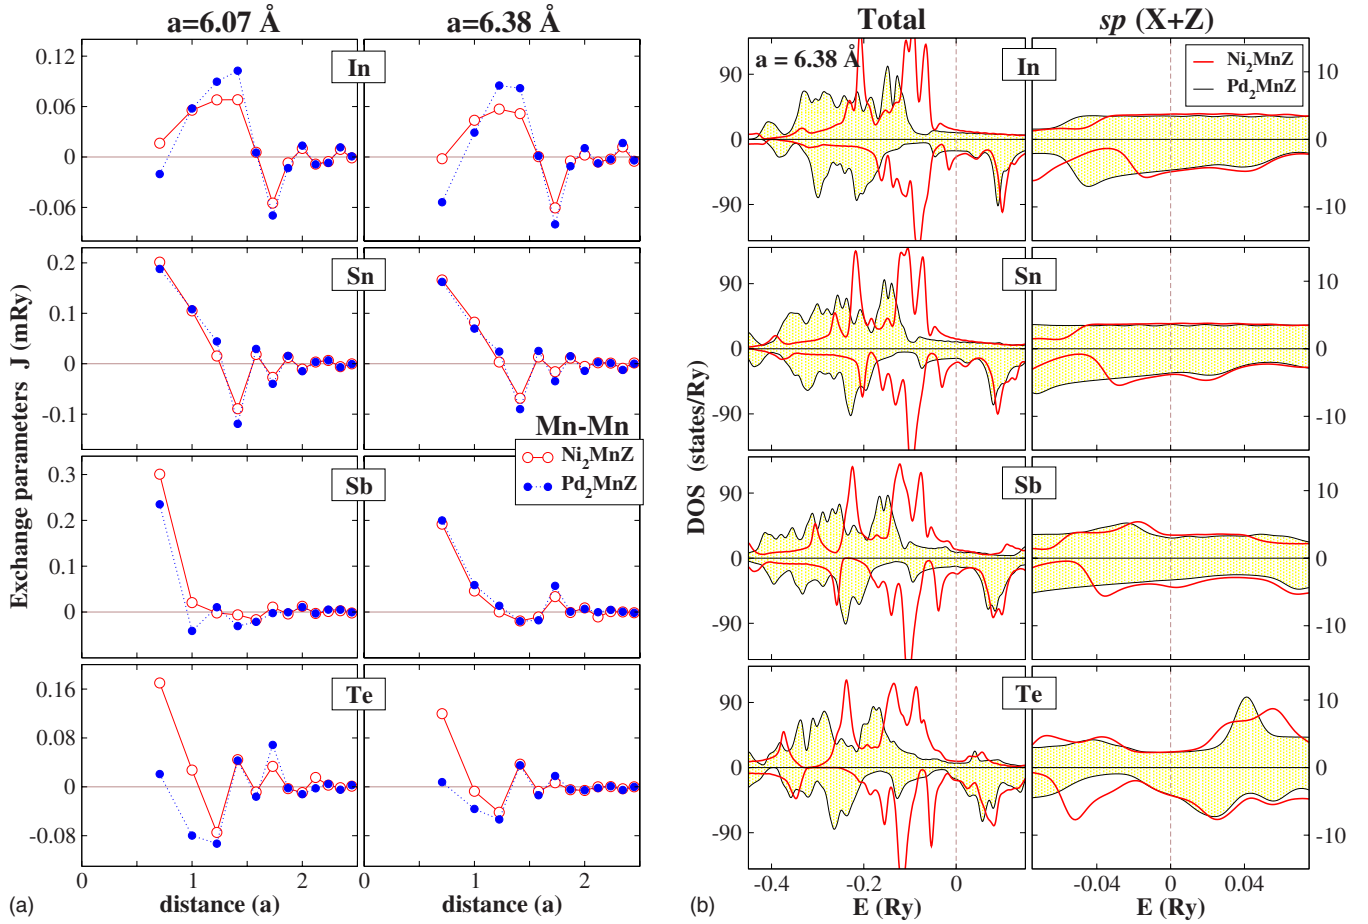 a=6.07 Å
a=6.38 Å
Exchange parameters J (mRy)
In
0.12
0.06
0
-0.06
Sn
0.2
0.1
0
-0.1
Mn-Mn
Ni2MnZ
Pd2MnZ
Sb
0.3
0.2
0.1
0
Te
0.16
0.08
0
-0.08
0 1 2 0 1 2
distance (a)
distance (a)
(a)
Total
sp (X+Z)
DOS (states/Ry)
a = 6.38 Å
In
Ni2MnZ
Pd2MnZ
90
0
-90
10
0
-10
Sn
90
0
-90
10
0
-10
Sb
90
0
-90
10
0
-10
Te
90
0
-90
10
0
-10
-0.4 -0.2 0 -0.04 0 0.04
E (Ry)
E (Ry)
(b)